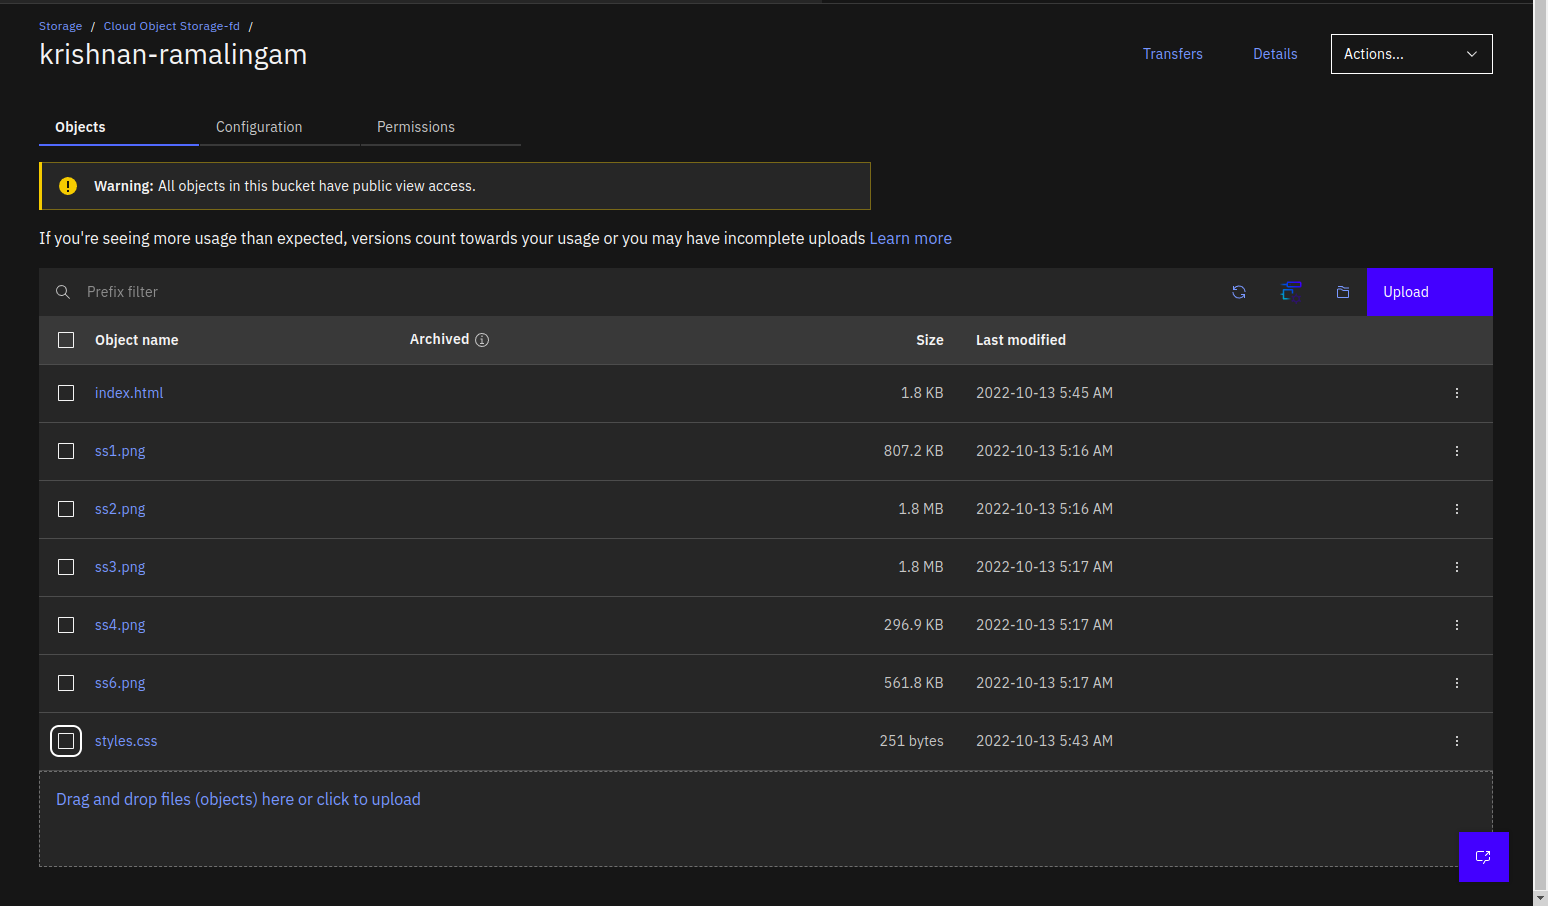 Storage / Cloud Object Storage-fd /
krishnan-ramalingam
Transfers Details Actions...
Objects Configuration Permissions
Warning: All objects in this bucket have public view access.
If you're seeing more usage than expected, versions count towards your usage or you may have incomplete uploads Learn more
Prefix filter Upload
Object name Archived Size Last modified
index.html 1.8 KB 2022-10-13 5:45 AM
ss1.png 807.2 KB 2022-10-13 5:16 AM
ss2.png 1.8 MB 2022-10-13 5:16 AM
ss3.png 1.8 MB 2022-10-13 5:17 AM
ss4.png 296.9 KB 2022-10-13 5:17 AM
ss6.png 561.8 KB 2022-10-13 5:17 AM
styles.css 251 bytes 2022-10-13 5:43 AM
Drag and drop files (objects) here or click to upload